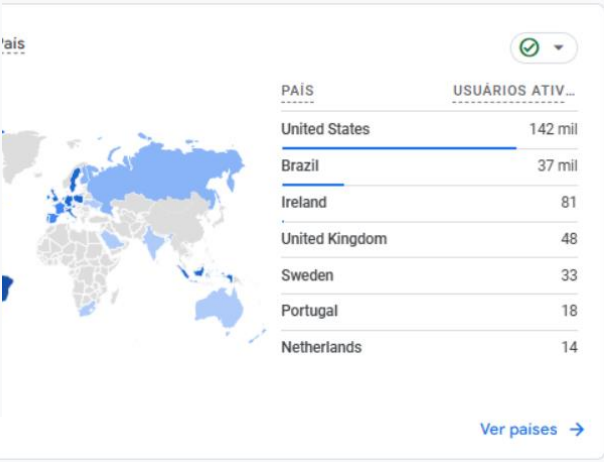 aís
PAÍS USUÁRIOS ATIV...
United States 142 mil
Brazil 37 mil
Ireland 81
United Kingdom 48
Sweden 33
Portugal 18
Netherlands 14
Ver países →